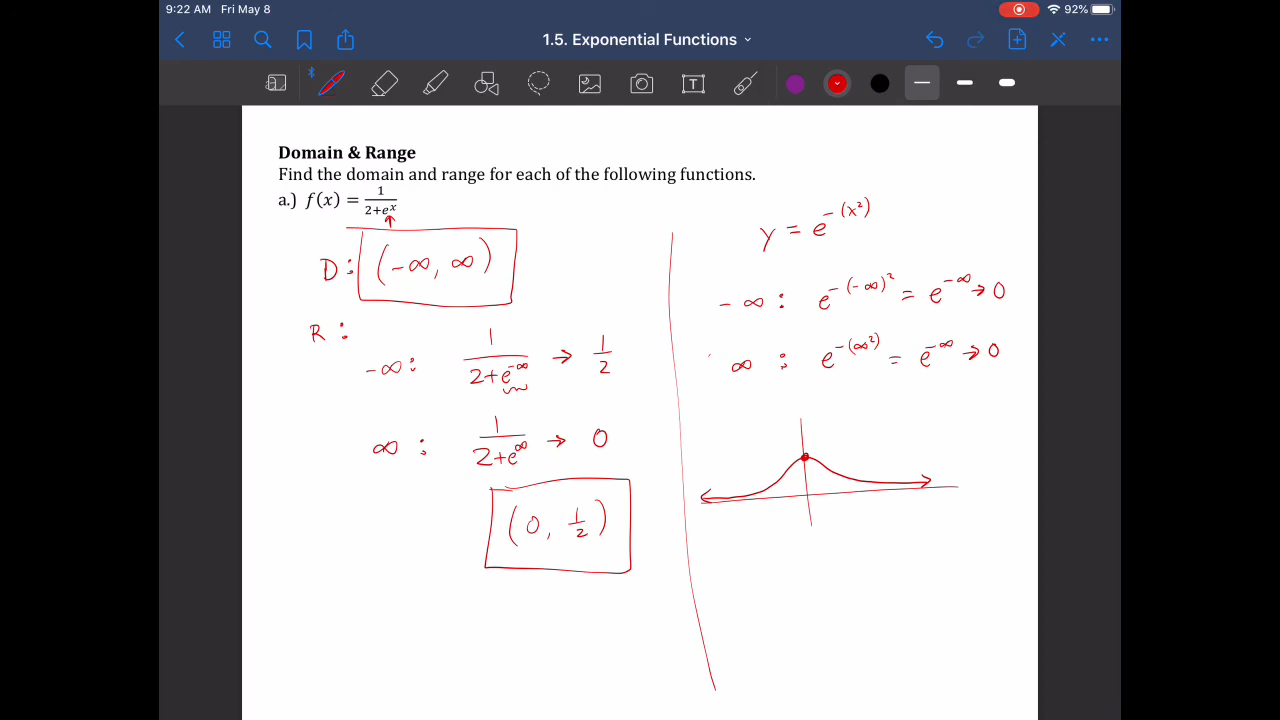 9:22 AM Fri May 8
92%
1.5. Exponential Functions
T
Domain & Range
Find the domain and range for each of the following functions.
a.) f(x) = 1/(2+e^x)
D: (-∞, ∞)
R:
-∞: 1/(2+e^-∞) → 1/2
∞: 1/(2+e^∞) → 0
(0, 1/2)
y = e^-(x²)
-∞: e^-(-∞)² = e^-∞ → 0
∞: e^-(∞²) = e^-∞ → 0